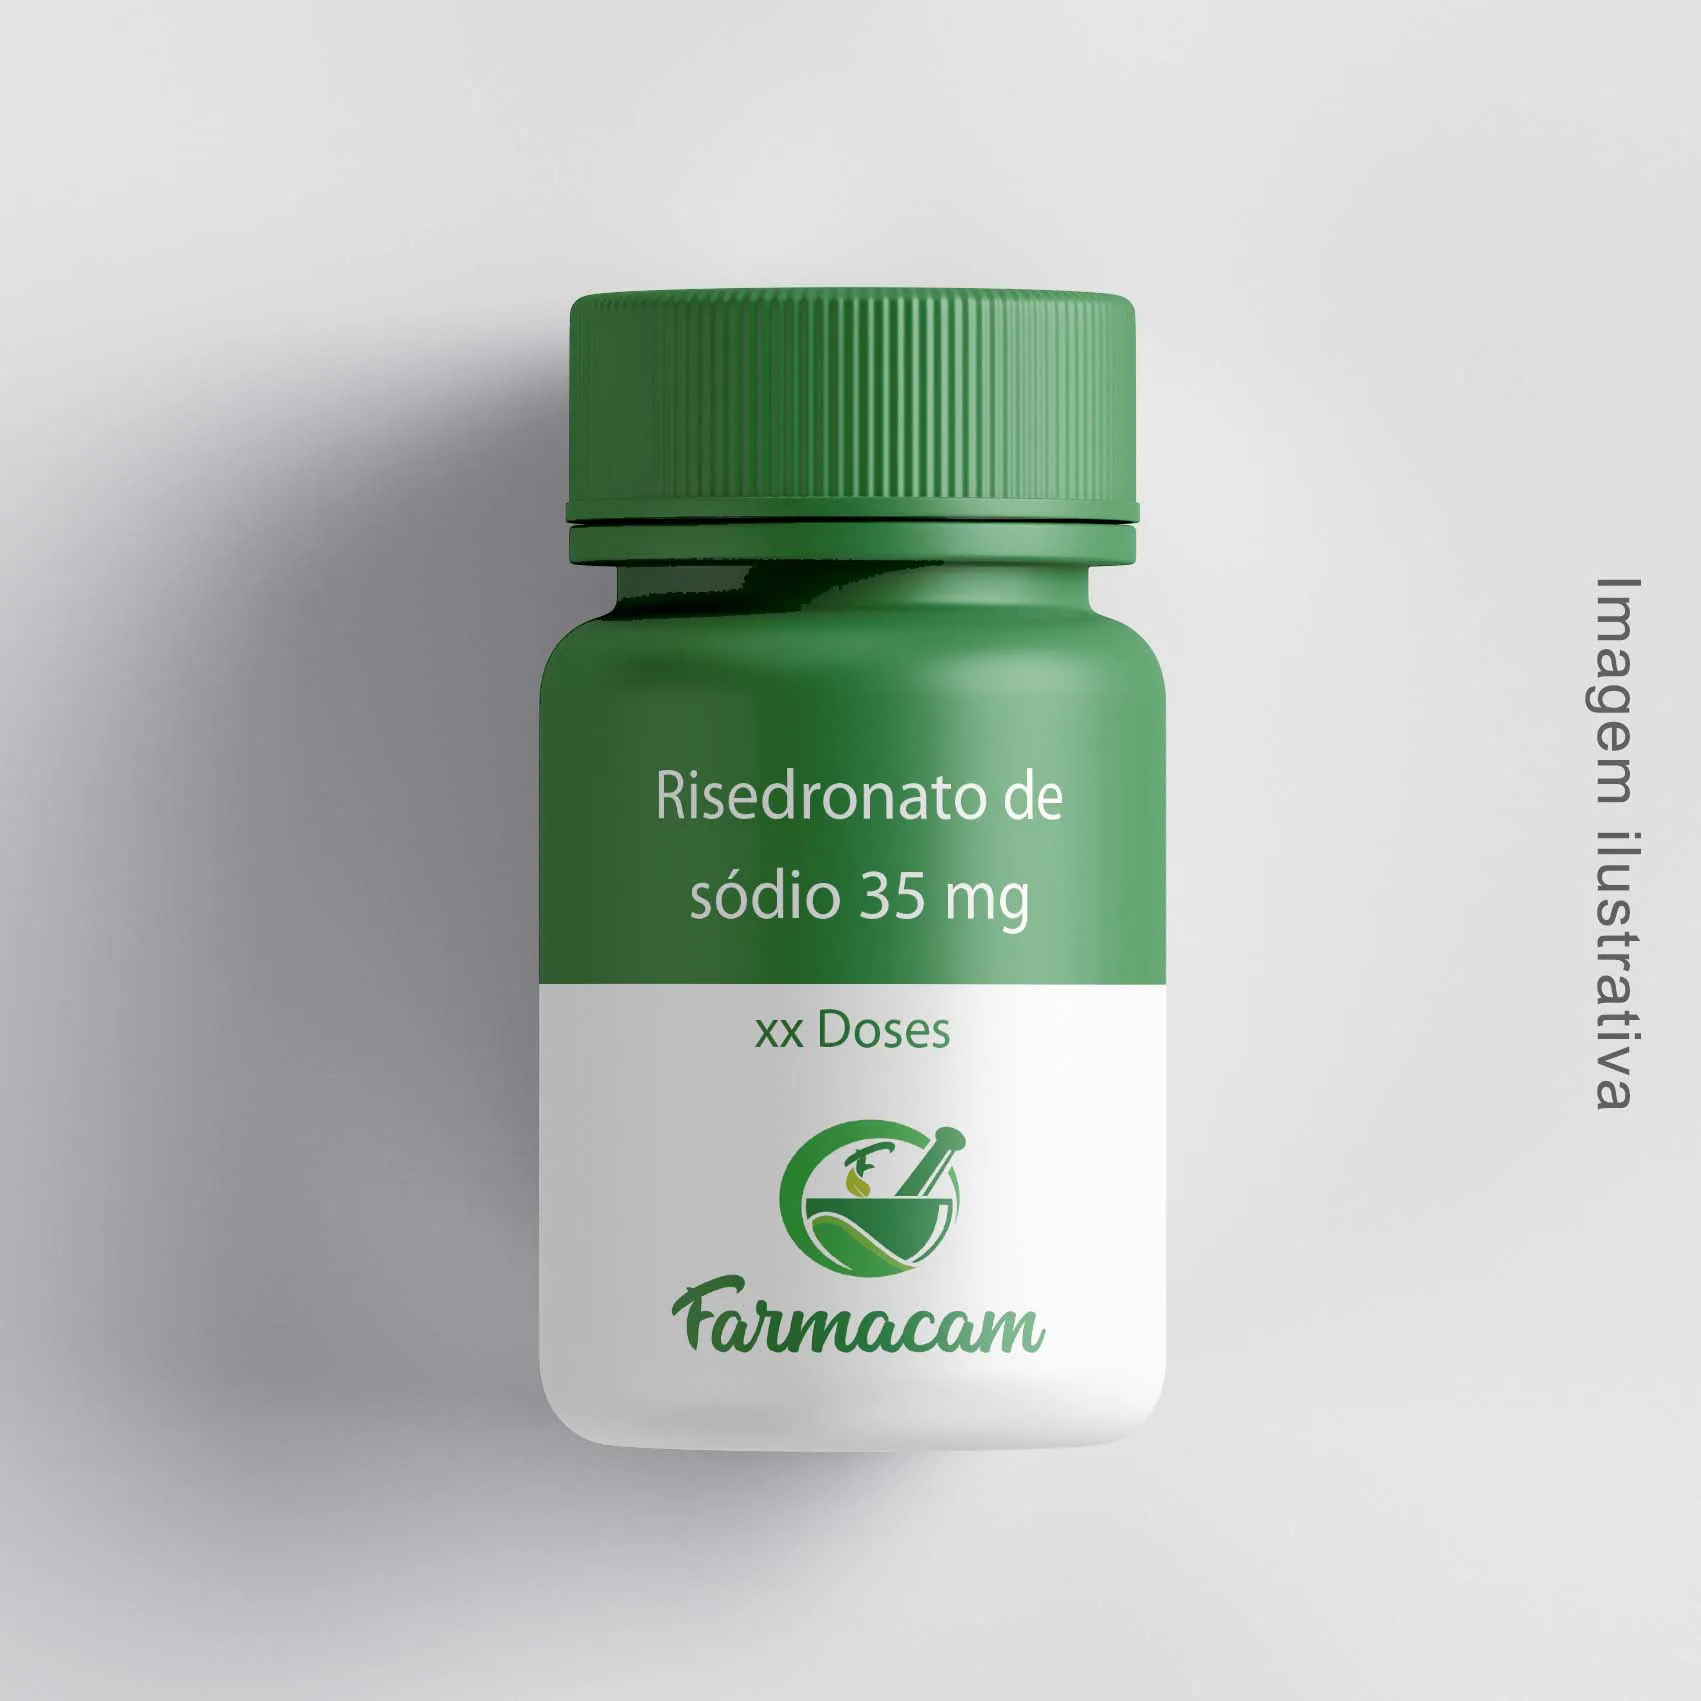 Risedronato de
sódio 35 mg
xx Doses
F
Farmacam
Imagem ilustrativa